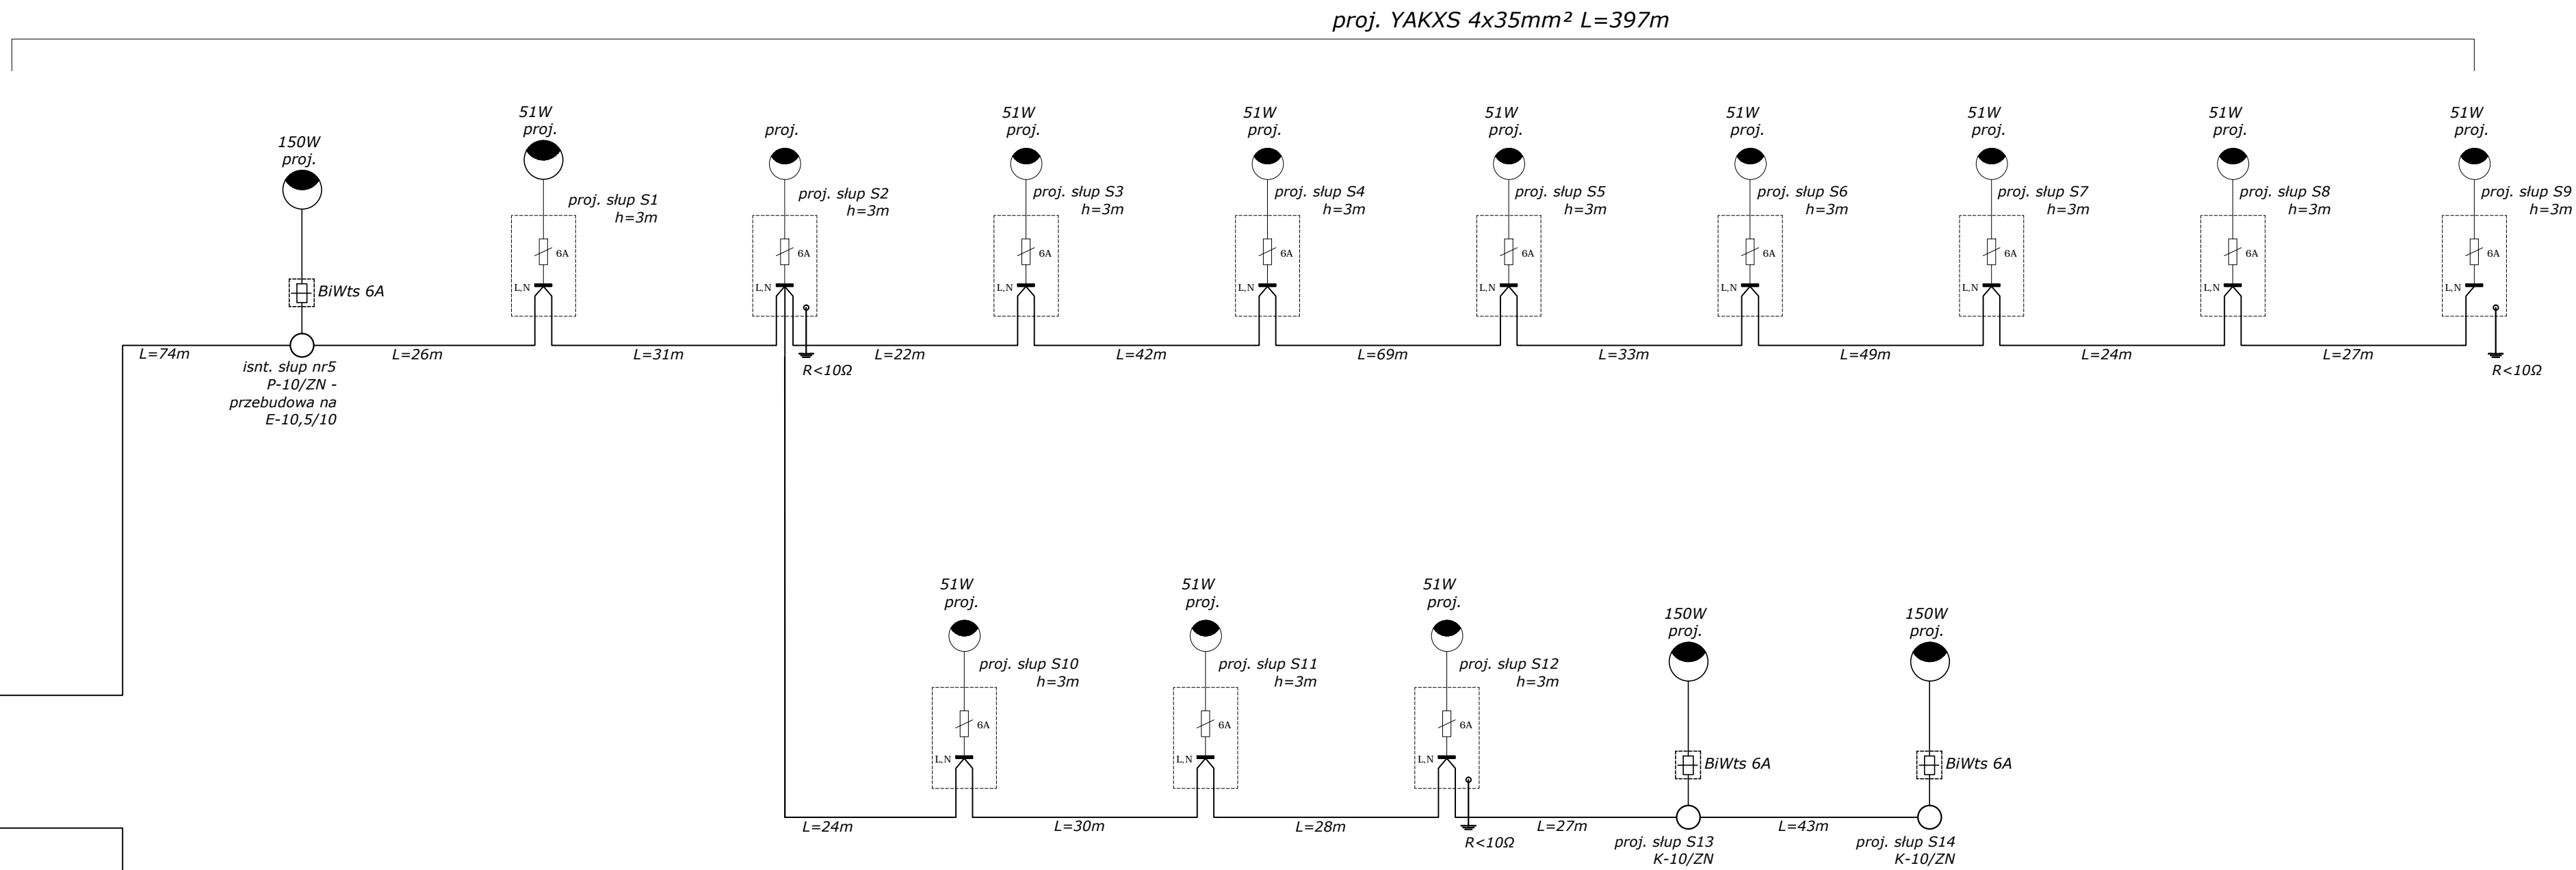 proj. YAKXS 4x35mm² L=397m
150W
proj.
BiWts 6A
L=74m
isnt. słup nr5
P-10/ZN -
przebudowa na
E-10,5/10
L=26m
51W
proj.
proj. słup S1
h=3m
6A
L,N
L=31m
proj.
proj. słup S2
h=3m
6A
L,N
R<10Ω
L=22m
51W
proj.
proj. słup S3
h=3m
6A
L,N
L=42m
51W
proj.
proj. słup S4
h=3m
6A
L,N
L=69m
51W
proj.
proj. słup S5
h=3m
6A
L,N
L=33m
51W
proj.
proj. słup S6
h=3m
6A
L,N
L=49m
51W
proj.
proj. słup S7
h=3m
6A
L,N
L=24m
51W
proj.
proj. słup S8
h=3m
6A
L,N
L=27m
51W
proj.
proj. słup S9
h=3m
6A
L,N
R<10Ω
L=24m
51W
proj.
proj. słup S10
h=3m
6A
L,N
L=30m
51W
proj.
proj. słup S11
h=3m
6A
L,N
L=28m
51W
proj.
proj. słup S12
h=3m
6A
L,N
R<10Ω
L=27m
150W
proj.
BiWts 6A
proj. słup S13
K-10/ZN
L=43m
150W
proj.
BiWts 6A
proj. słup S14
K-10/ZN